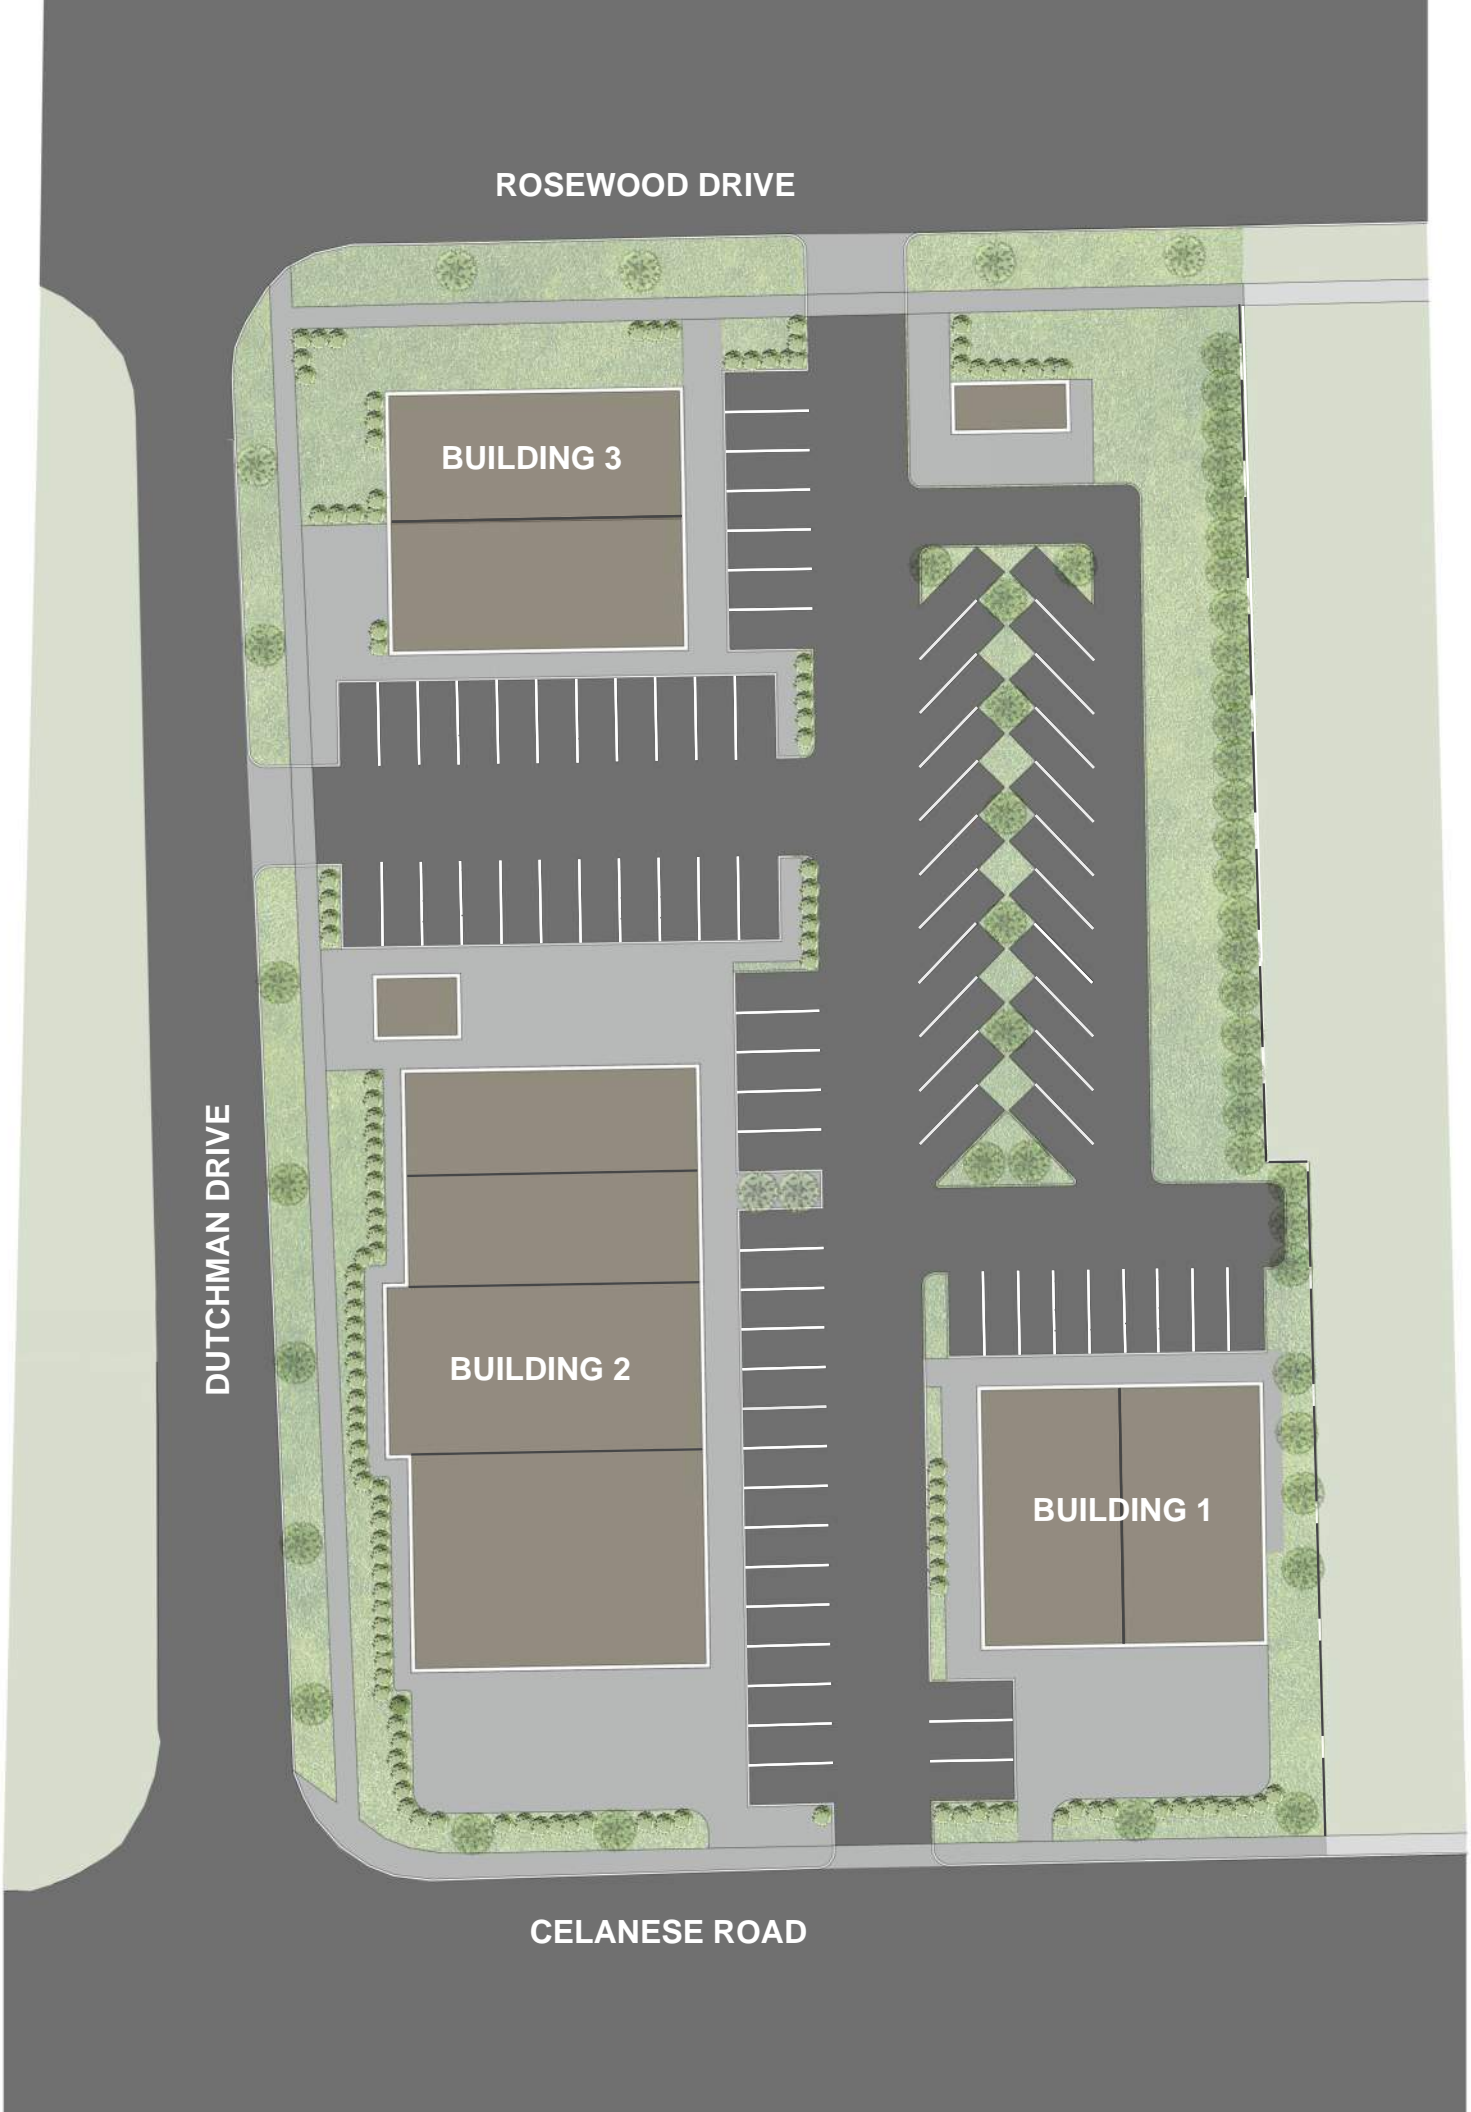 ROSEWOOD DRIVE
BUILDING 3
DUTCHMAN DRIVE
BUILDING 2
BUILDING 1
CELANESE ROAD